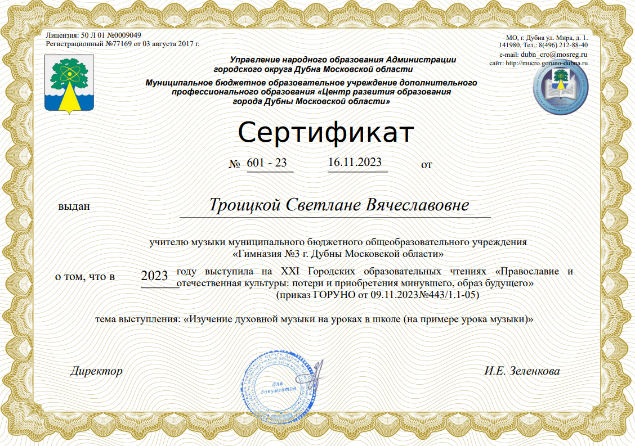 Лицензия: 50 Л 01 №0009049
Регистрационный №77169 от 03 августа 2017 г.
МО, г. Дубна ул. Мира, д. 1.
141980, Тел.: 8(496) 212-88-40
e-mail: dubn_cro@mosreg.ru
сайт: http://mucro.goruno-dubna.ru
Управление народного образования Администрации
городского округа Дубна Московской области
Муниципальное бюджетное образовательное учреждение дополнительного
профессионального образования «Центр развития образования
города Дубны Московской области»
Сертификат
№ 601 - 23 16.11.2023 от
выдан Троицкой Светлане Вячеславовне
учителю музыки муниципального бюджетного общеобразовательного учреждения
«Гимназия №3 г. Дубны Московской области»
о том, что в 2023 году выступила на XXI Городских образовательных чтениях «Православие и
отечественная культуры: потери и приобретения минувшего, образ будущего»
(приказ ГОРУНО от 09.11.2023№443/1.1-05)
тема выступления: «Изучение духовной музыки на уроках в школе (на примере урока музыки)»
Директор И.Е. Зеленкова
Для
документов